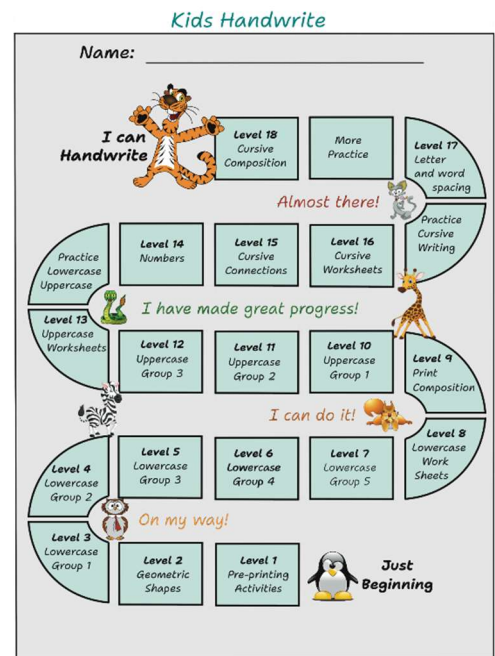 Kids Handwrite
Name:
I can
Handwrite
Level 18
Cursive
Composition
More
Practice
Level 17
Letter
and word
spacing
Almost there!
Practice
Cursive
Writing
Practice
Lowercase
Uppercase
Level 14
Numbers
Level 15
Cursive
Connections
Level 16
Cursive
Worksheets
I have made great progress!
Level 13
Uppercase
Worksheets
Level 12
Uppercase
Group 3
Level 11
Uppercase
Group 2
Level 10
Uppercase
Group 1
Level 9
Print
Composition
I can do it!
Level 4
Lowercase
Group 2
Level 5
Lowercase
Group 3
Level 6
Lowercase
Group 4
Level 7
Lowercase
Group 5
Level 8
Lowercase
Work
Sheets
On my way!
Level 3
Lowercase
Group 1
Level 2
Geometric
Shapes
Level 1
Pre-printing
Activities
Just
Beginning